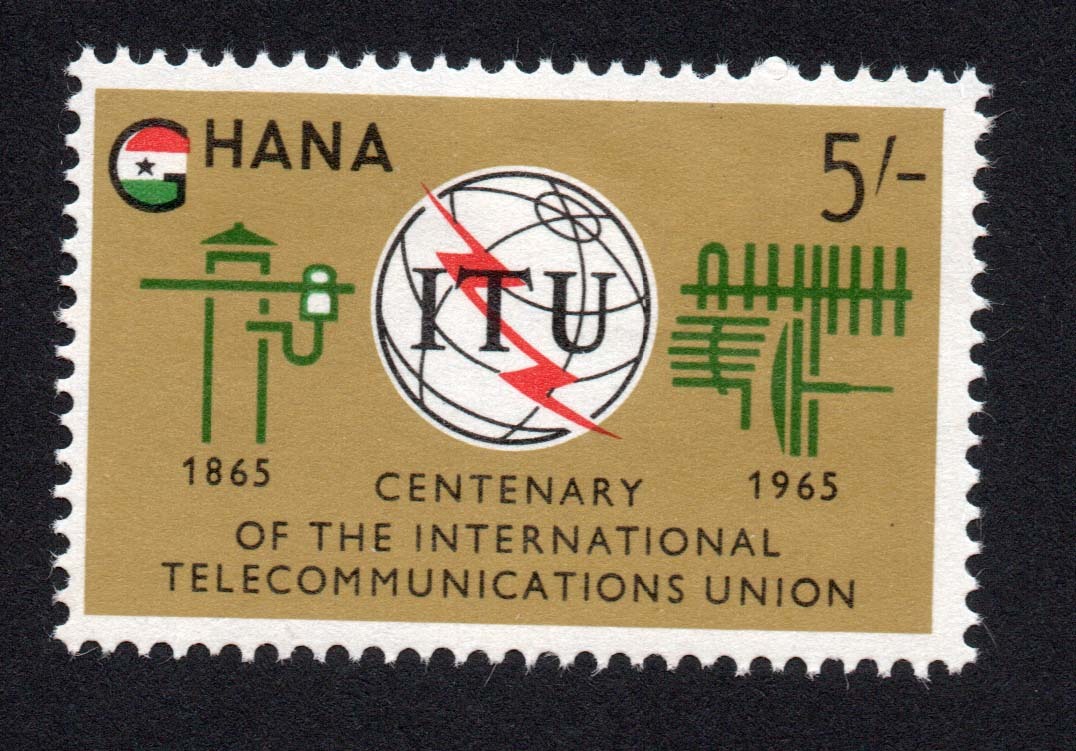 GHANA
5/-
ITU
1865
1965
CENTENARY
OF THE INTERNATIONAL
TELECOMMUNICATIONS UNION